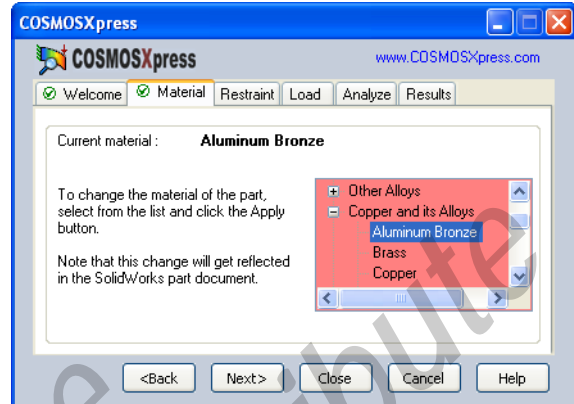 COSMOSXpress
COSMOSXpress
www.COSMOSXpress.com
Welcome Material Restraint Load Analyze Results
Current material : Aluminum Bronze
To change the material of the part,
select from the list and click the Apply
button.
Note that this change will get reflected
in the SolidWorks part document.
Other Alloys
Copper and its Alloys
Aluminum Bronze
Brass
Copper
<Back Next> Close Cancel Help